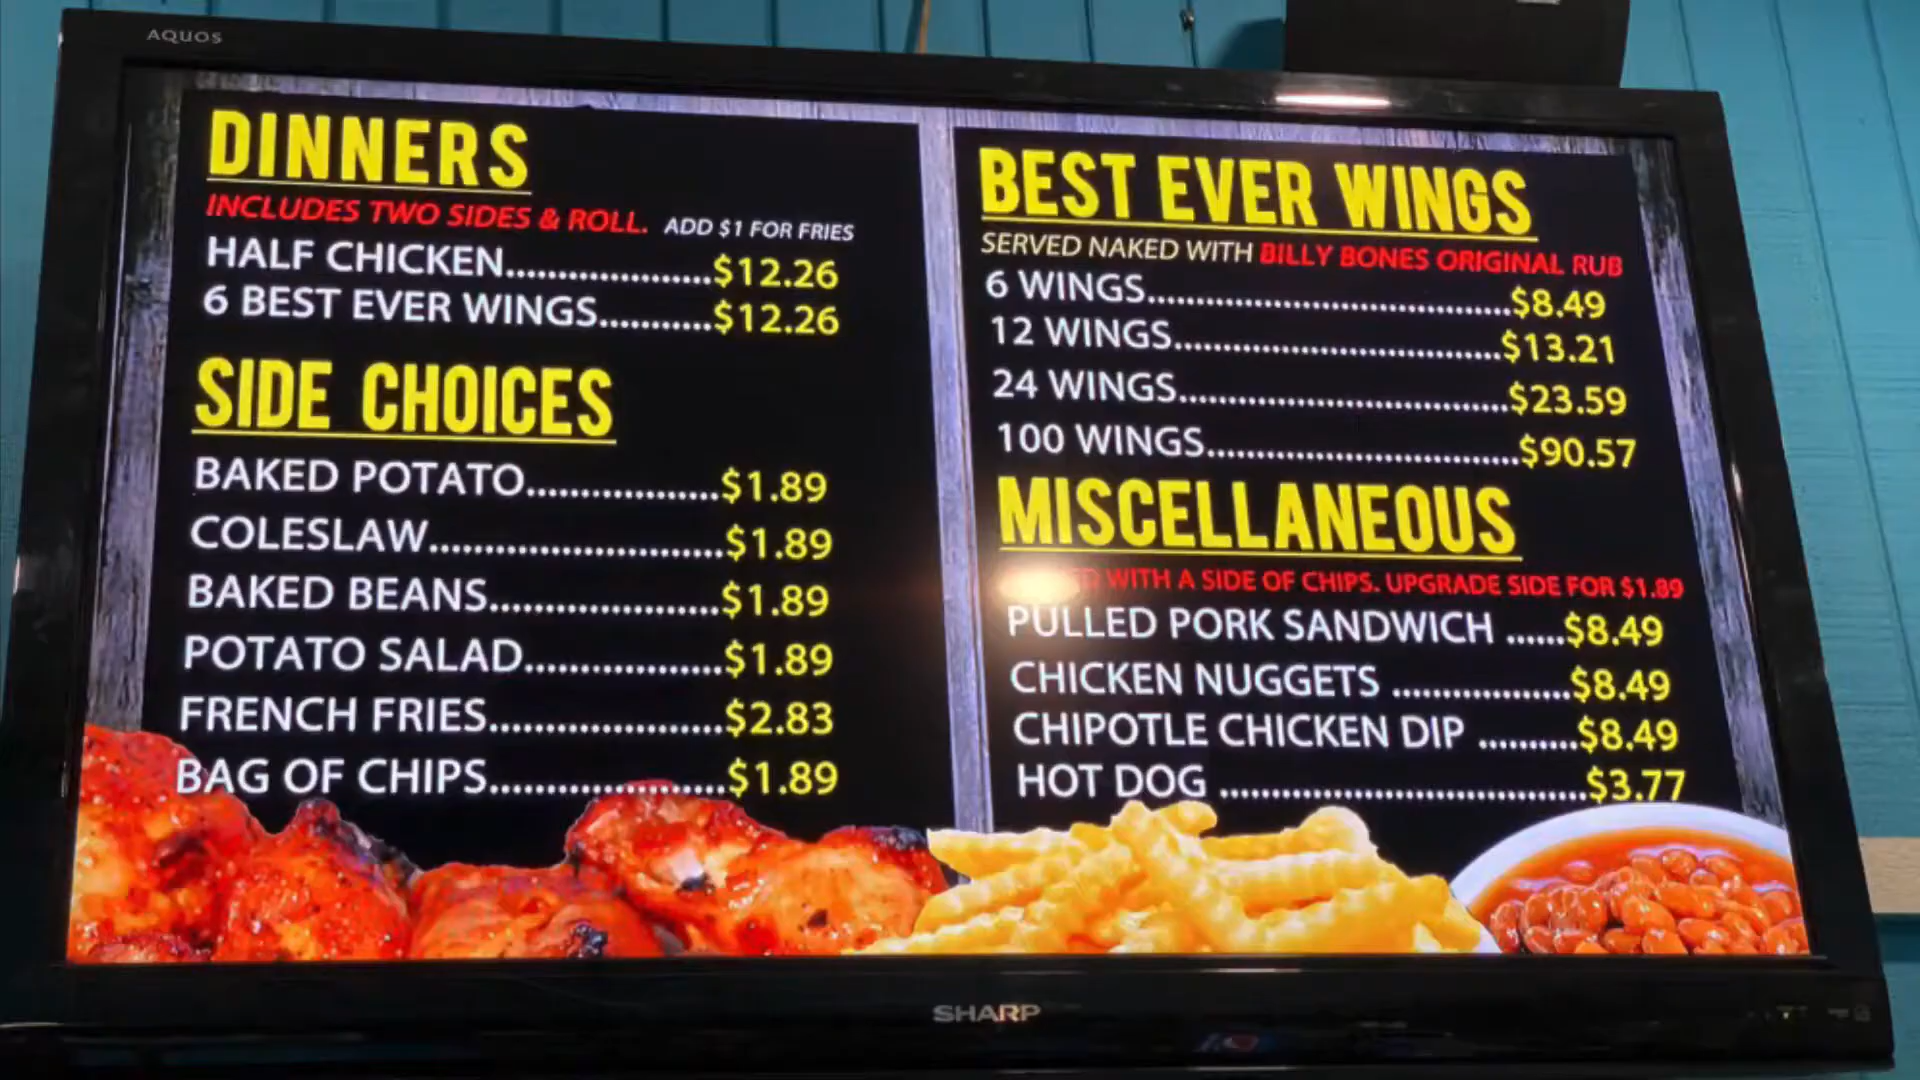 AQUOS
DINNERS
INCLUDES TWO SIDES & ROLL. ADD $1 FOR FRIES
HALF CHICKEN....................$12.26
6 BEST EVER WINGS...........$12.26
SIDE CHOICES
BAKED POTATO...................$1.89
COLESLAW.............................$1.89
BAKED BEANS.......................$1.89
POTATO SALAD....................$1.89
FRENCH FRIES.......................$2.83
BAG OF CHIPS........................$1.89
BEST EVER WINGS
SERVED NAKED WITH BILLY BONES ORIGINAL RUB
6 WINGS....................................$8.49
12 WINGS.................................$13.21
24 WINGS.................................$23.59
100 WINGS...............................$90.57
MISCELLANEOUS
WITH A SIDE OF CHIPS. UPGRADE SIDE FOR $1.89
PULLED PORK SANDWICH ......$8.49
CHICKEN NUGGETS ..................$8.49
CHIPOTLE CHICKEN DIP ..........$8.49
HOT DOG .....................................$3.77
SHARP